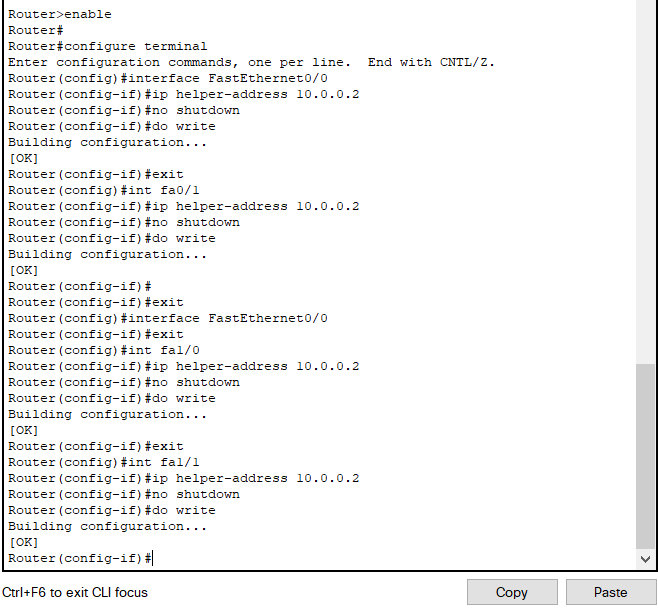 Router>enable
Router#
Router#configure terminal
Enter configuration commands, one per line.  End with CNTL/Z.
Router(config)#interface FastEthernet0/0
Router(config-if)#ip helper-address 10.0.0.2
Router(config-if)#no shutdown
Router(config-if)#do write
Building configuration...
[OK]
Router(config-if)#exit
Router(config)#int fa0/1
Router(config-if)#ip helper-address 10.0.0.2
Router(config-if)#no shutdown
Router(config-if)#do write
Building configuration...
[OK]
Router(config-if)#
Router(config-if)#exit
Router(config)#interface FastEthernet0/0
Router(config-if)#exit
Router(config)#int fa1/0
Router(config-if)#ip helper-address 10.0.0.2
Router(config-if)#no shutdown
Router(config-if)#do write
Building configuration...
[OK]
Router(config-if)#exit
Router(config)#int fa1/1
Router(config-if)#ip helper-address 10.0.0.2
Router(config-if)#no shutdown
Router(config-if)#do write
Building configuration...
[OK]
Router(config-if)#
Ctrl+F6 to exit CLI focus
Copy
Paste